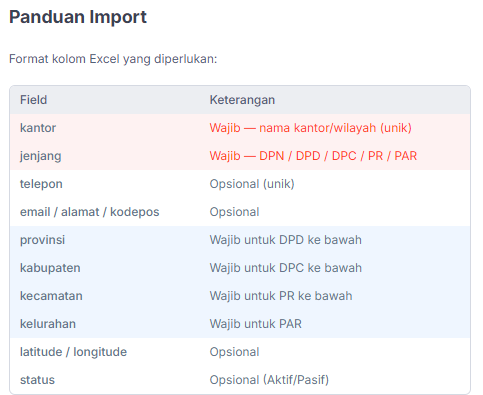 Panduan Import
Format kolom Excel yang diperlukan:
Field Keterangan
kantor Wajib — nama kantor/wilayah (unik)
jenjang Wajib — DPN / DPD / DPC / PR / PAR
telepon Opsional (unik)
email / alamat / kodepos Opsional
provinsi Wajib untuk DPD ke bawah
kabupaten Wajib untuk DPC ke bawah
kecamatan Wajib untuk PR ke bawah
kelurahan Wajib untuk PAR
latitude / longitude Opsional
status Opsional (Aktif/Pasif)